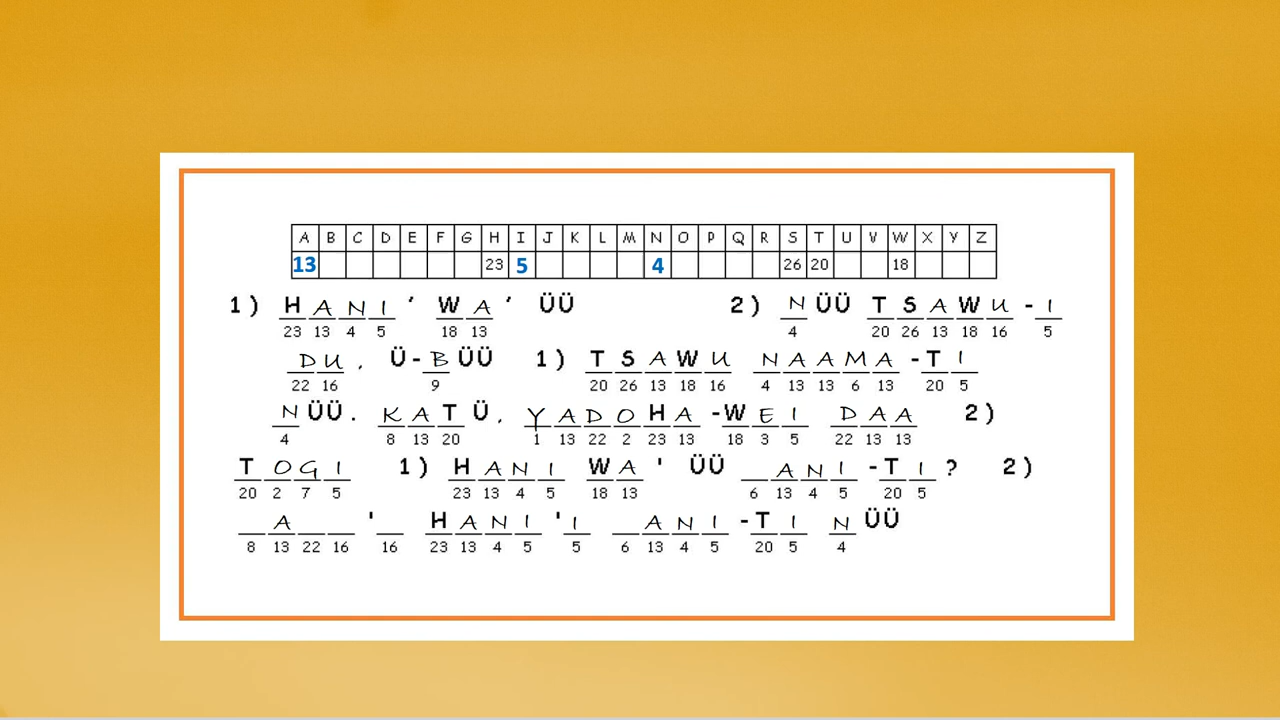 A B C D E F G H I J K L M N O P Q R S T U V W X Y Z
13 23 5 4 26 20 18
1) HANI’ WA’ ÜÜ 2) NÜÜ TSAWU-I
23 13 4 5 18 13 4 20 26 13 18 16 5
DU. Ü-BÜÜ 1) TSAWU NAAMA-TI
22 16 9 20 26 13 18 16 4 13 13 6 13 20 5
NÜÜ. KATÜ, YADOHA-WEI DAA 2)
4 8 13 20 1 13 22 2 23 13 18 3 5 22 13 13
TOGI 1) HANI WA' ÜÜ _ANI-TI? 2)
20 2 7 5 23 13 4 5 18 13 6 13 4 5 20 5
_A__'_ HANI'I _ANI-TI NÜÜ
8 13 22 16 16 23 13 4 5 5 6 13 4 5 20 5 4